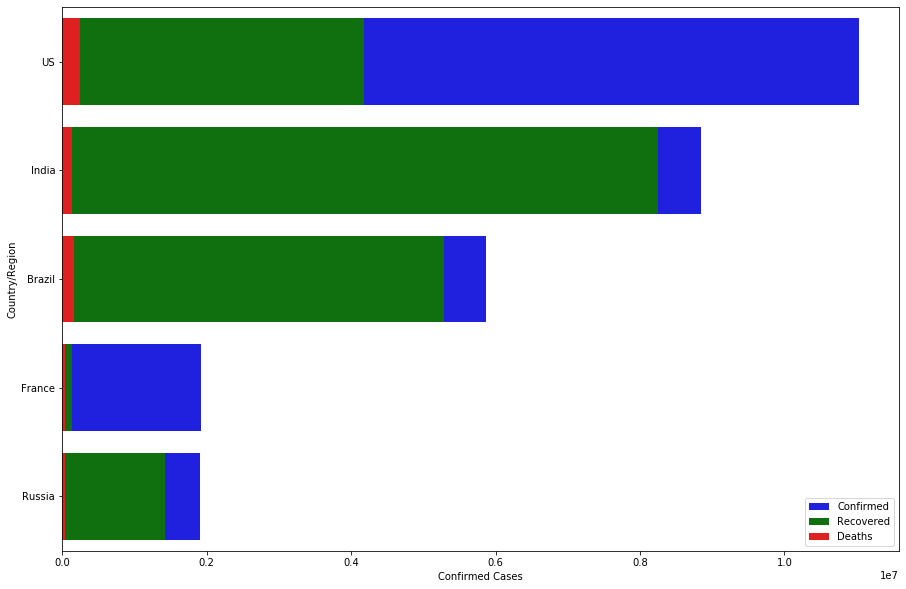 US
India
Brazil
France
Russia
Country/Region
0.0 0.2 0.4 0.6 0.8 1.0
1e7
Confirmed Cases
Confirmed
Recovered
Deaths